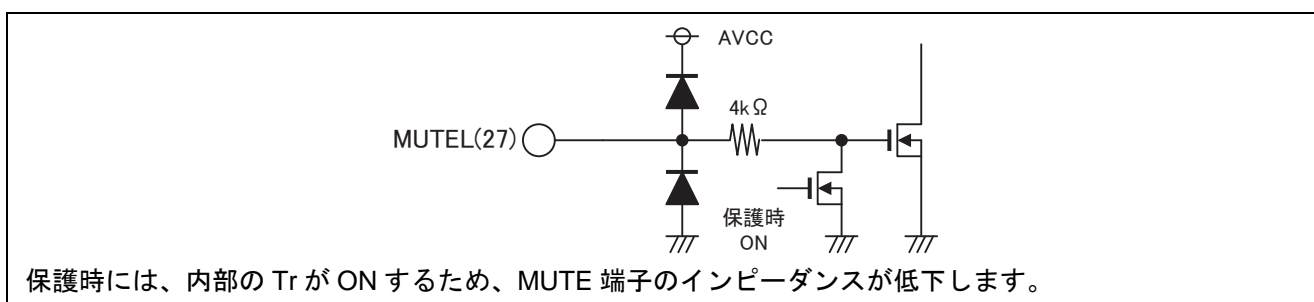 AVCC
4kΩ
MUTEL(27)
保護時
ON
保護時には、内部の Tr が ON するため、MUTE 端子のインピーダンスが低下します。